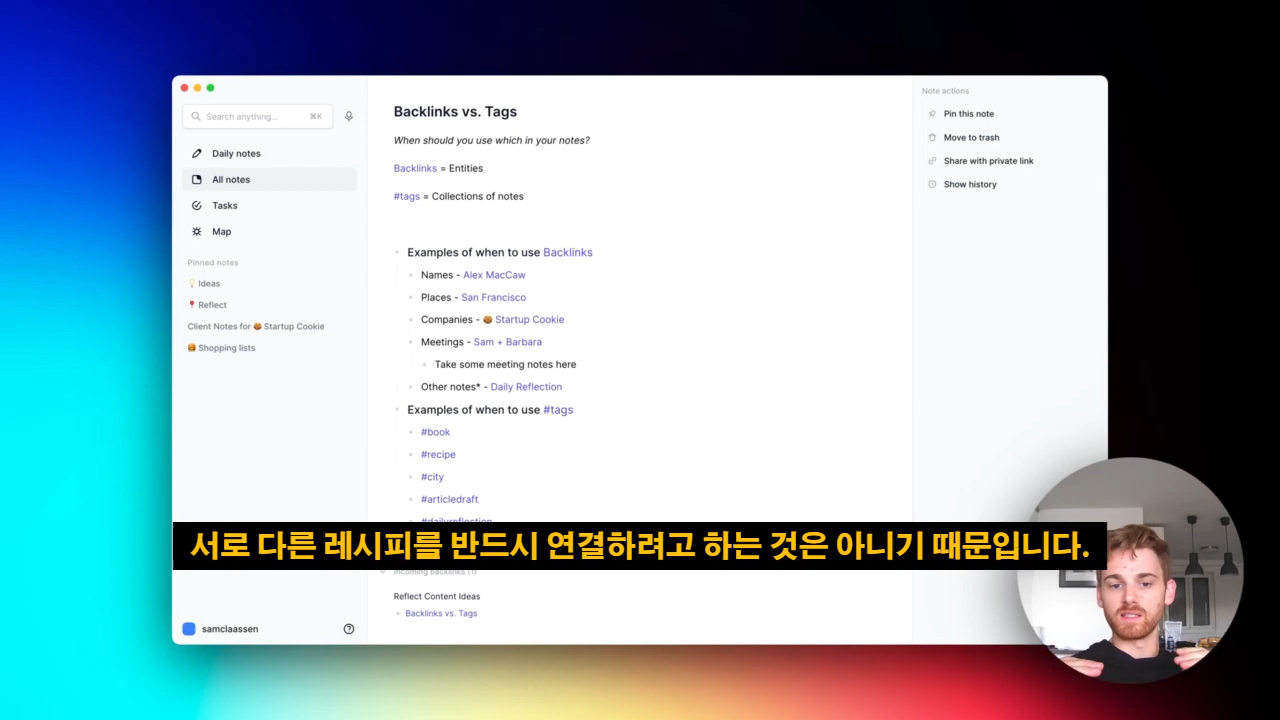 Search anything...
⌘K
Daily notes
All notes
Tasks
Map
Pinned notes
💡 Ideas
📍 Reflect
Client Notes for 🍪 Startup Cookie
🍔 Shopping lists
samclaassen
Backlinks vs. Tags
When should you use which in your notes?
Backlinks = Entities
#tags = Collections of notes
Examples of when to use Backlinks
Names - Alex MacCaw
Places - San Francisco
Companies - 🍪 Startup Cookie
Meetings - Sam + Barbara
Take some meeting notes here
Other notes* - Daily Reflection
Examples of when to use #tags
#book
#recipe
#city
#articledraft
#dailyreflection
서로 다른 레시피를 반드시 연결하려고 하는 것은 아니기 때문입니다.
Incoming backlinks (1)
Reflect Content Ideas
Backlinks vs. Tags
Note actions
Pin this note
Move to trash
Share with private link
Show history